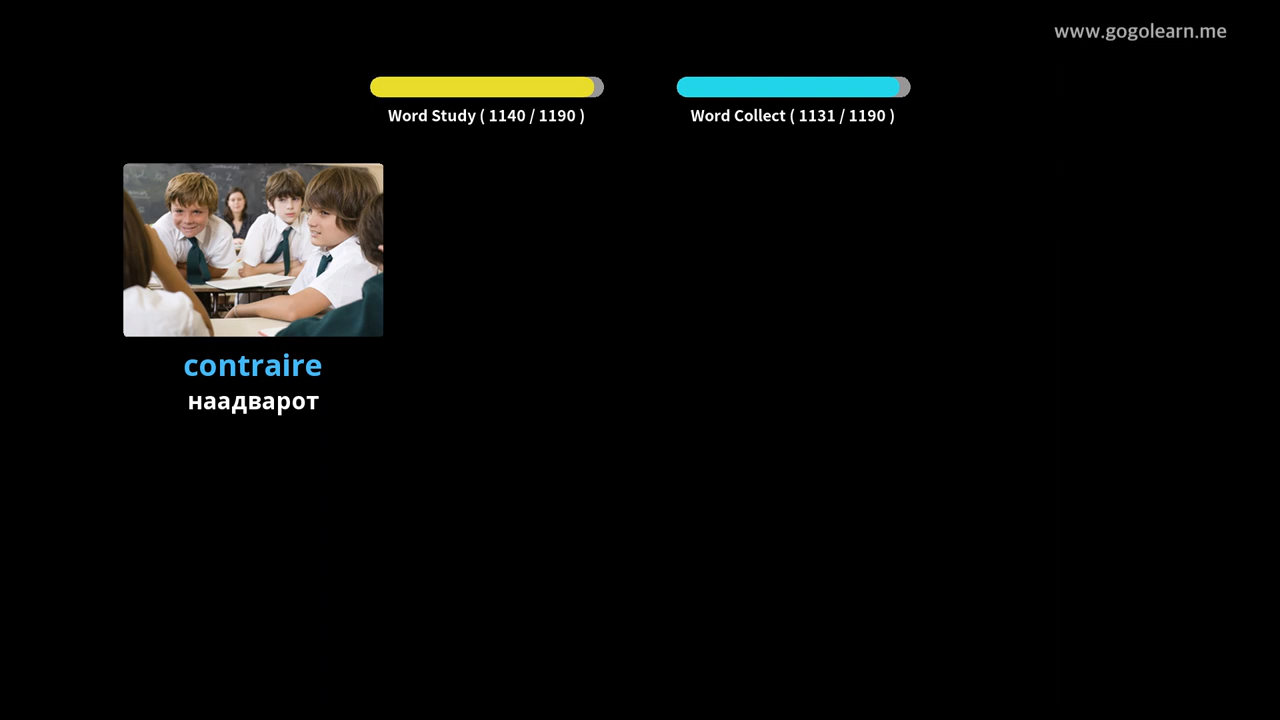 www.gogolearn.me
Word Study ( 1140 / 1190 )
Word Collect ( 1131 / 1190 )
contraire
наадварот